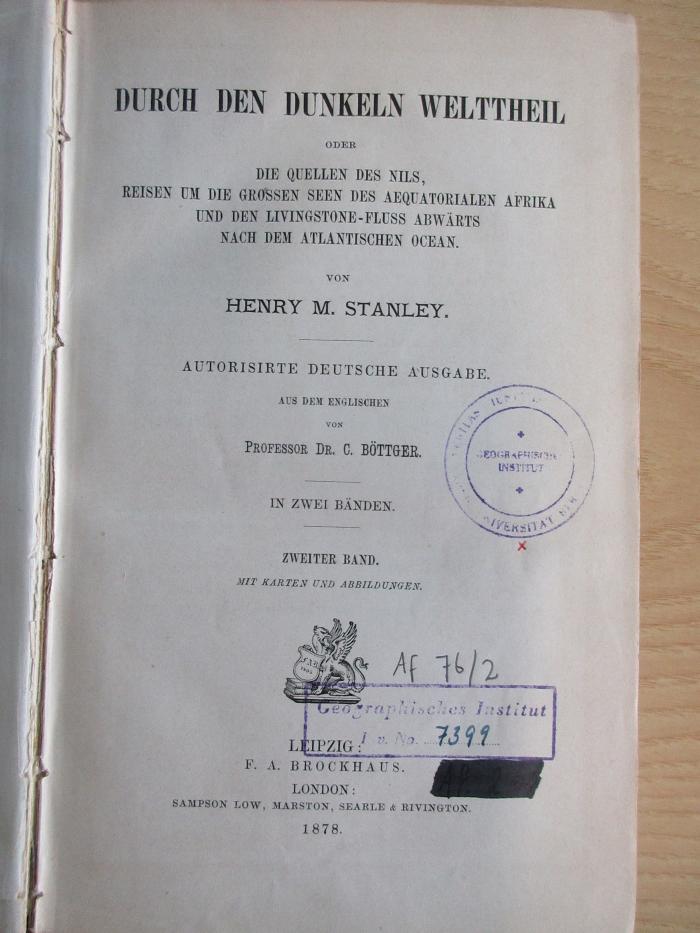 DURCH DEN DUNKELN WELTTHEIL
ODER
DIE QUELLEN DES NILS,
REISEN UM DIE GROSSEN SEEN DES AEQUATORIALEN AFRIKA
UND DEN LIVINGSTONE-FLUSS ABWÄRTS
NACH DEM ATLANTISCHEN OCEAN.
VON
HENRY M. STANLEY.
AUTORISIRTE DEUTSCHE AUSGABE.
AUS DEM ENGLISCHEN
VON
PROFESSOR DR. C. BÖTTGER.
GEOGRAPHISCHES
INSTITUT
IN ZWEI BÄNDEN.
ZWEITER BAND.
MIT KARTEN UND ABBILDUNGEN.
F.A.B.
Af 76/2
Geographisches Institut
I v. No. 7399
LEIPZIG:
F. A. BROCKHAUS.
LONDON:
SAMPSON LOW, MARSTON, SEARLE & RIVINGTON.
1878.